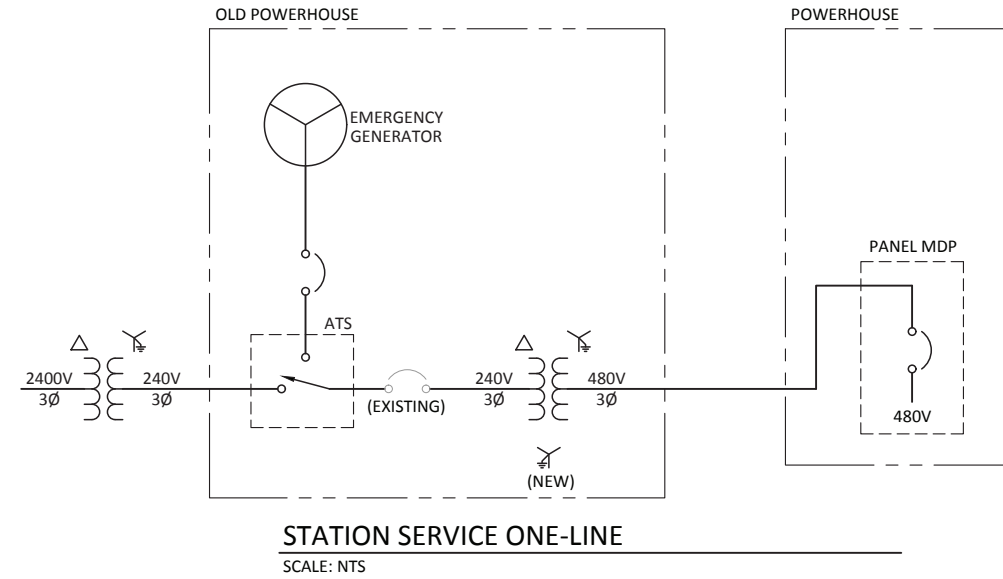 OLD POWERHOUSE
POWERHOUSE
EMERGENCY
GENERATOR
PANEL MDP
ATS
2400V
3Ø
240V
3Ø
(EXISTING)
240V
3Ø
480V
3Ø
480V
(NEW)
STATION SERVICE ONE-LINE
SCALE: NTS